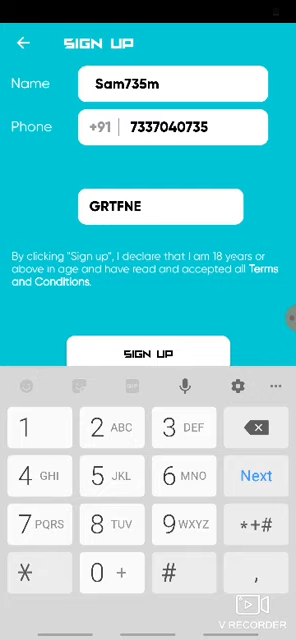 SIGN UP
Name Sam735m
Phone +91 7337040735
GRTFNE
By clicking "Sign up", I declare that I am 18 years or
above in age and have read and accepted all Terms
and Conditions.
SIGN UP
GIF
1 2 ABC 3 DEF
4 GHI 5 JKL 6 MNO Next
7 PQRS 8 TUV 9 WXYZ *+#
* 0 + # ,
V RECORDER